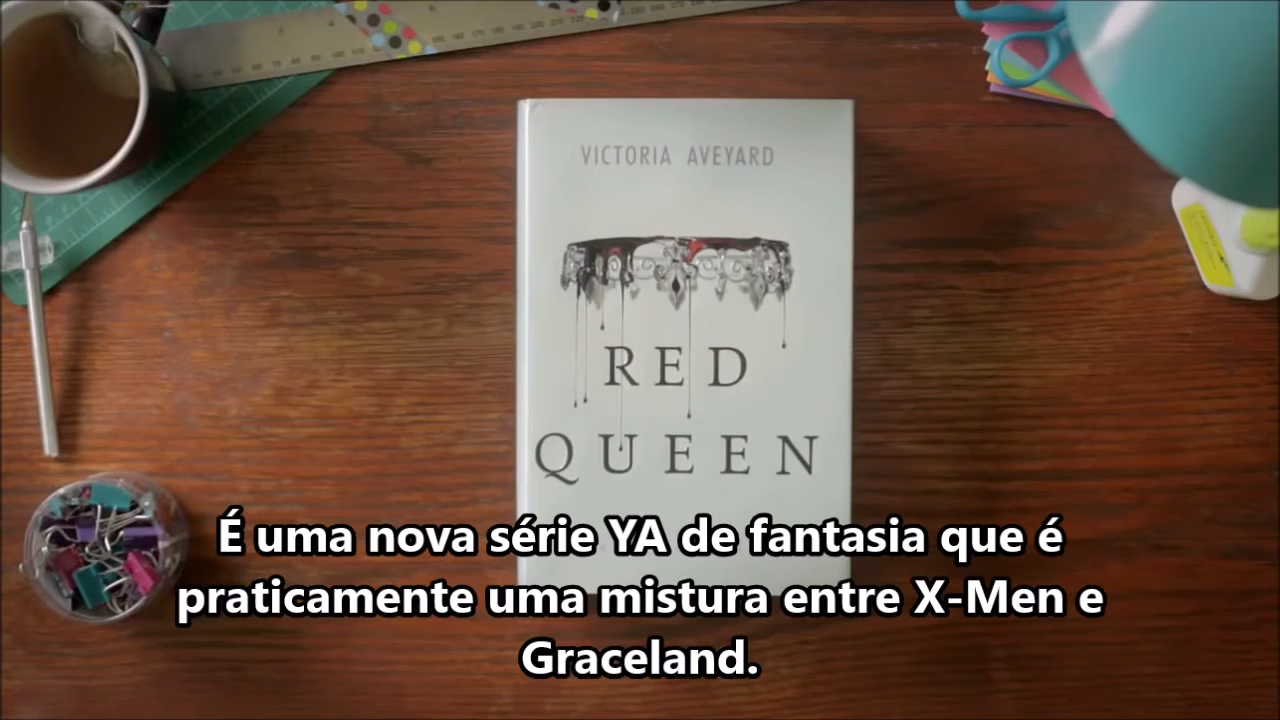 VICTORIA AVEYARD
RED
QUEEN
É uma nova série YA de fantasia que é
praticamente uma mistura entre X-Men e
Graceland.